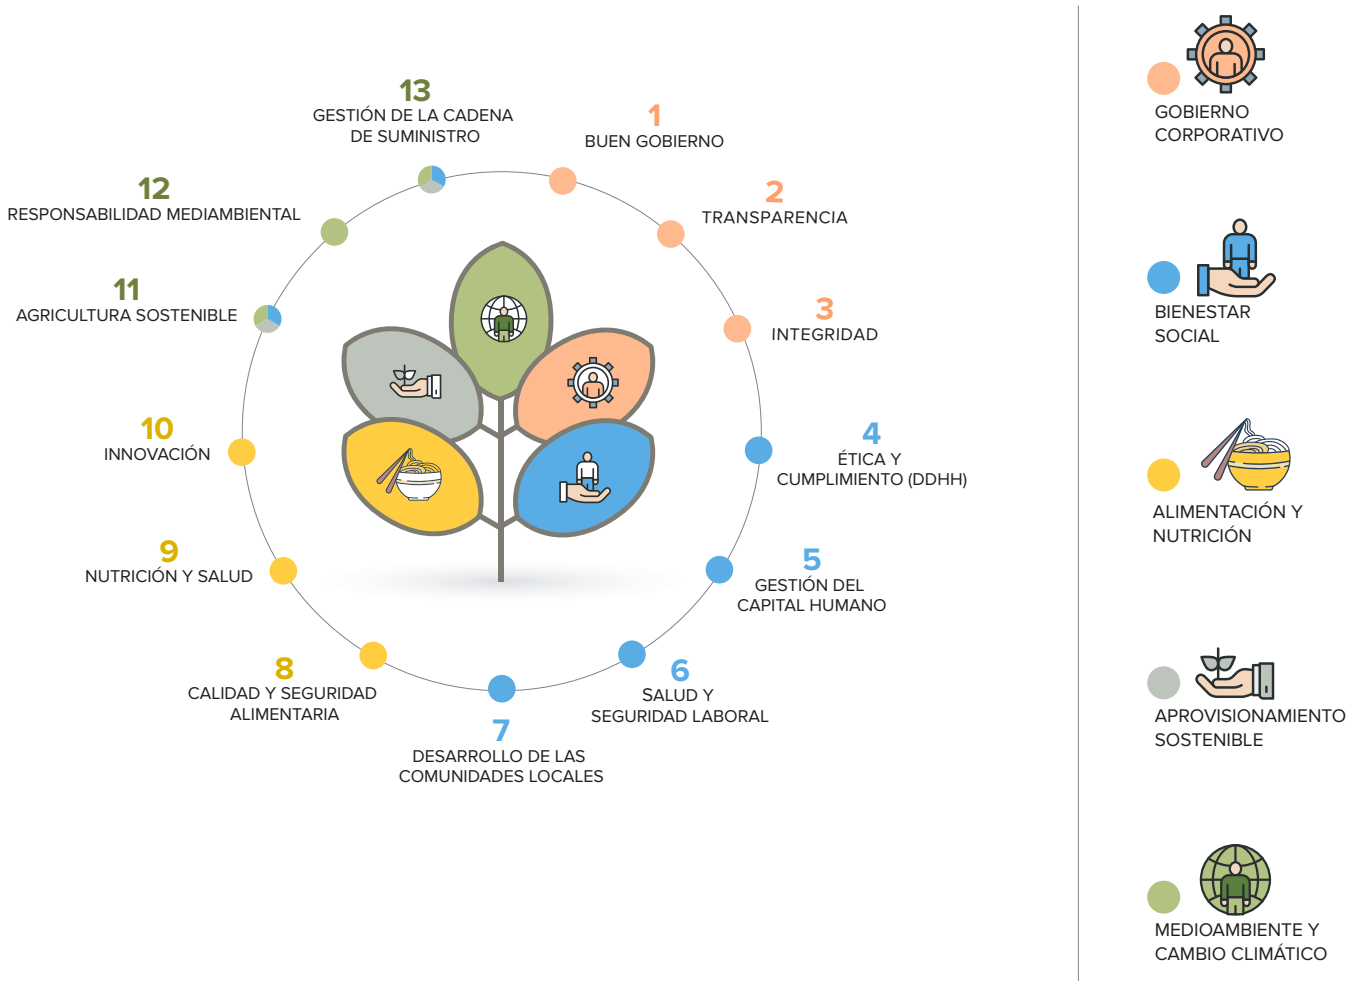 13
GESTIÓN DE LA CADENA
DE SUMINISTRO
1
BUEN GOBIERNO
2
TRANSPARENCIA
3
INTEGRIDAD
4
ÉTICA Y
CUMPLIMIENTO (DDHH)
5
GESTIÓN DEL
CAPITAL HUMANO
6
SALUD Y
SEGURIDAD LABORAL
7
DESARROLLO DE LAS
COMUNIDADES LOCALES
8
CALIDAD Y SEGURIDAD
ALIMENTARIA
9
NUTRICIÓN Y SALUD
10
INNOVACIÓN
11
AGRICULTURA SOSTENIBLE
12
RESPONSABILIDAD MEDIAMBIENTAL
GOBIERNO
CORPORATIVO
BIENESTAR
SOCIAL
ALIMENTACIÓN Y
NUTRICIÓN
APROVISIONAMIENTO
SOSTENIBLE
MEDIOAMBIENTE Y
CAMBIO CLIMÁTICO